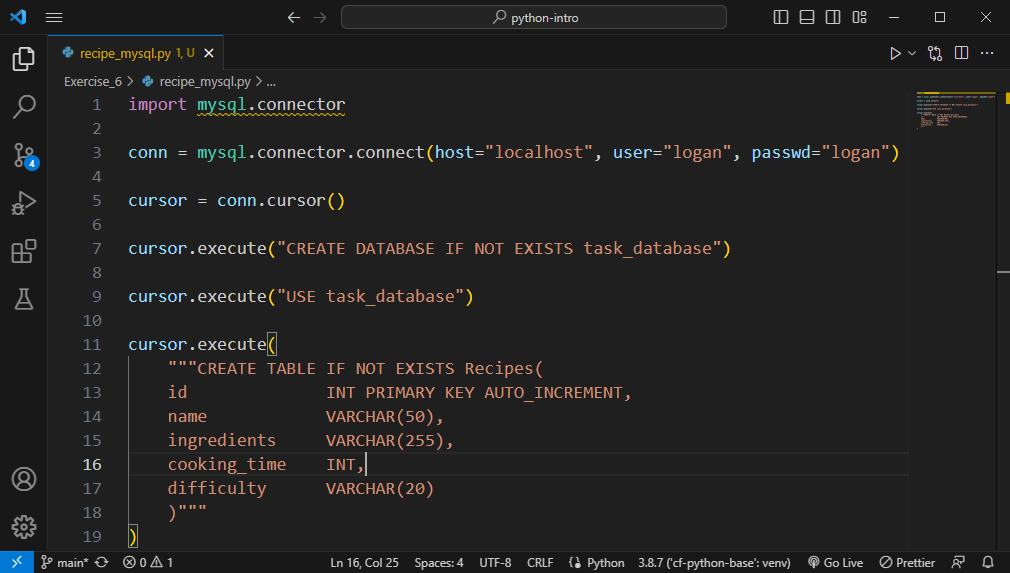 python-intro
recipe_mysql.py 1, U
Exercise_6 > recipe_mysql.py > ...
1 import mysql.connector
2
3 conn = mysql.connector.connect(host="localhost", user="logan", passwd="logan")
4
5 cursor = conn.cursor()
6
7 cursor.execute("CREATE DATABASE IF NOT EXISTS task_database")
8
9 cursor.execute("USE task_database")
10
11 cursor.execute(
12 """CREATE TABLE IF NOT EXISTS Recipes(
13 id INT PRIMARY KEY AUTO_INCREMENT,
14 name VARCHAR(50),
15 ingredients VARCHAR(255),
16 cooking_time INT,
17 difficulty VARCHAR(20)
18 )"""
19 )
4
main* 0 1 Ln 16, Col 25 Spaces: 4 UTF-8 CRLF Python 3.8.7 ('cf-python-base': venv) Go Live Prettier